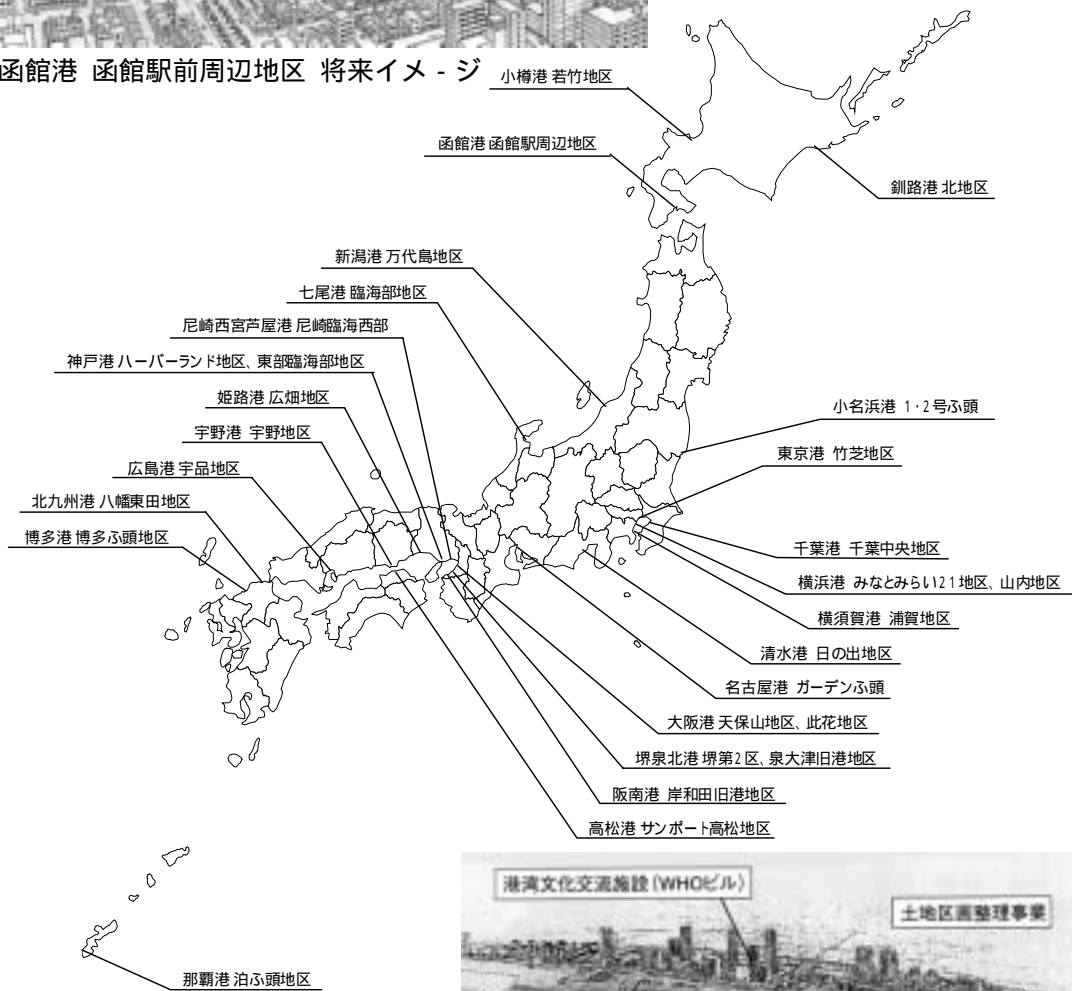 函館港 函館駅前周辺地区 将来イメ - ジ
小樽港 若竹地区
函館港 函館駅周辺地区
釧路港 北地区
新潟港 万代島地区
七尾港 臨海部地区
尼崎西宮芦屋港 尼崎臨海西部
神戸港 ハーバーランド地区、東部臨海部地区
姫路港 広畑地区
宇野港 宇野地区
広島港 宇品地区
北九州港 八幡東田地区
博多港 博多ふ頭地区
小名浜港 1・2号ふ頭
東京港 竹芝地区
千葉港 千葉中央地区
横浜港 みなとみらい21地区、山内地区
横須賀港 浦賀地区
清水港 日の出地区
名古屋港 ガーデンふ頭
大阪港 天保山地区、此花地区
堺泉北港 堺第2区、泉大津旧港地区
阪南港 岸和田旧港地区
高松港 サンポート高松地区
那覇港 泊ふ頭地区
港湾文化交流施設(WHOビル)
土地区画整理事業